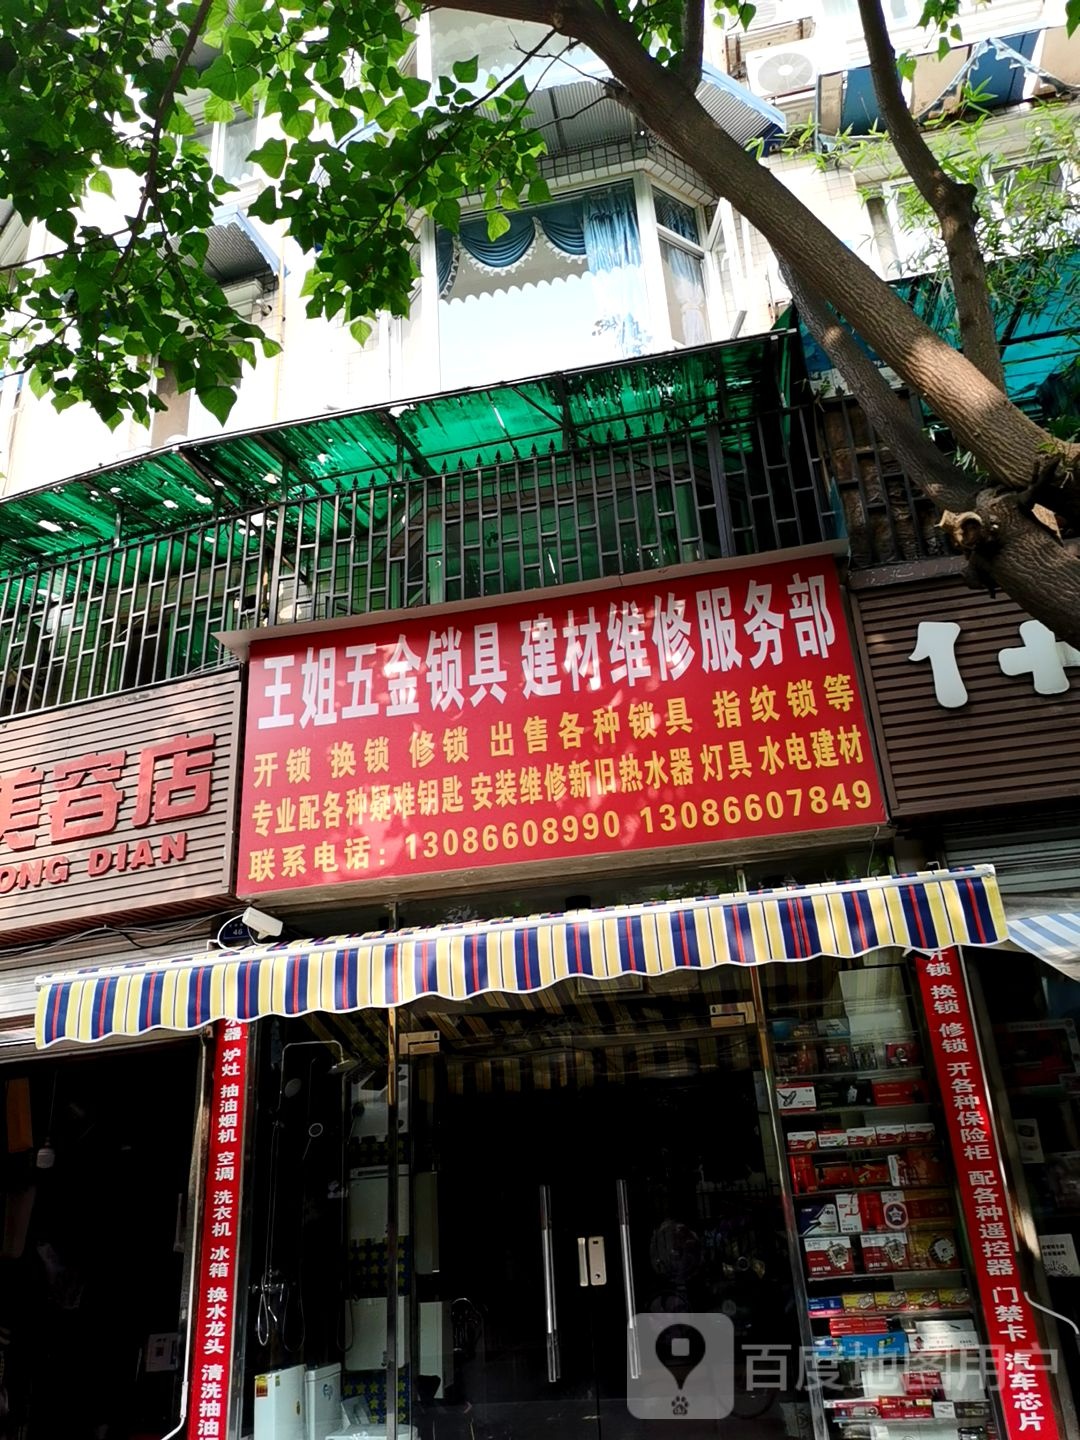 王姐五金锁具 建材维修服务部
开锁 换锁 修锁 出售各种锁具 指纹锁等
专业配各种疑难钥匙 安装维修新旧热水器 灯具 水电建材
联系电话：13086608990 13086607849
美容店
ONG DIAN
1+
46
水器 炉灶 抽油烟机 空调 洗衣机 冰箱 换水龙头 清洗抽油
开锁 换锁 修锁 开各种保险柜 配各种遥控器 门禁卡 汽车芯片
百度地图用户